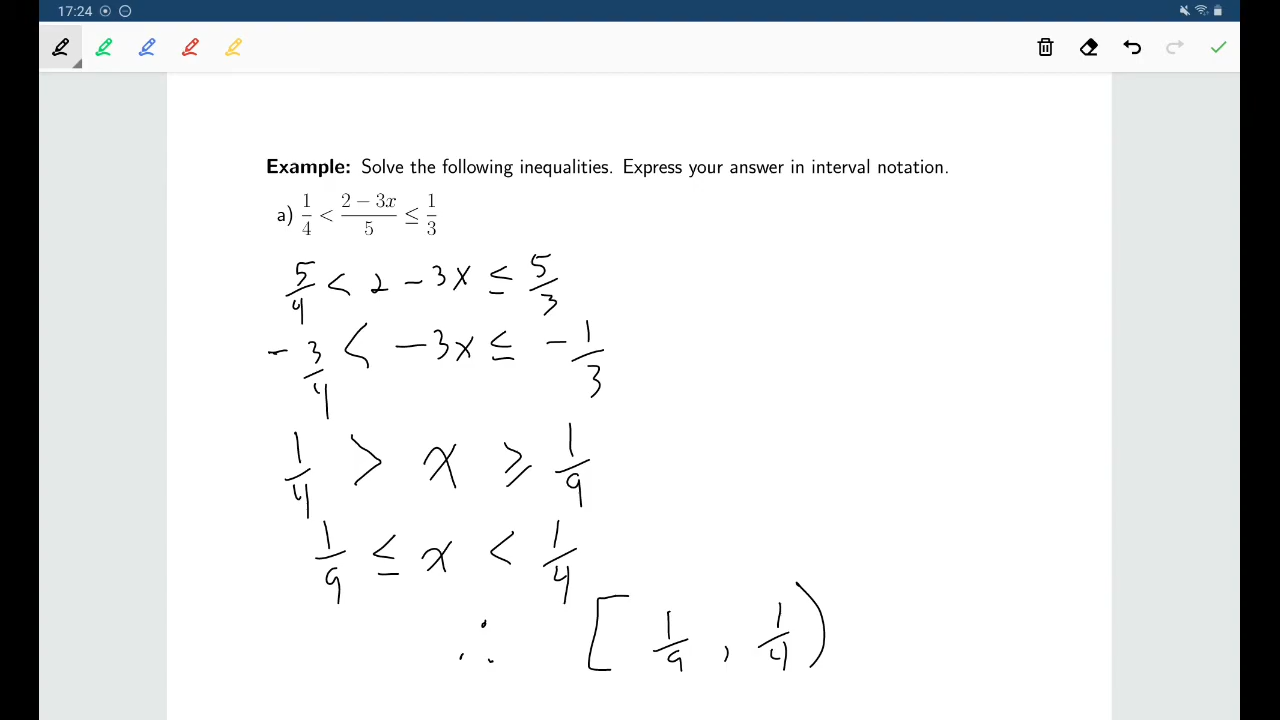 17:24
Example: Solve the following inequalities. Express your answer in interval notation.
a) 1/4 < (2 − 3x)/5 ≤ 1/3
5/4 < 2 − 3x ≤ 5/3
− 3/4 < − 3x ≤ − 1/3
1/4 > x ≥ 1/9
1/9 ≤ x < 1/4
∴ [ 1/9 , 1/4 )